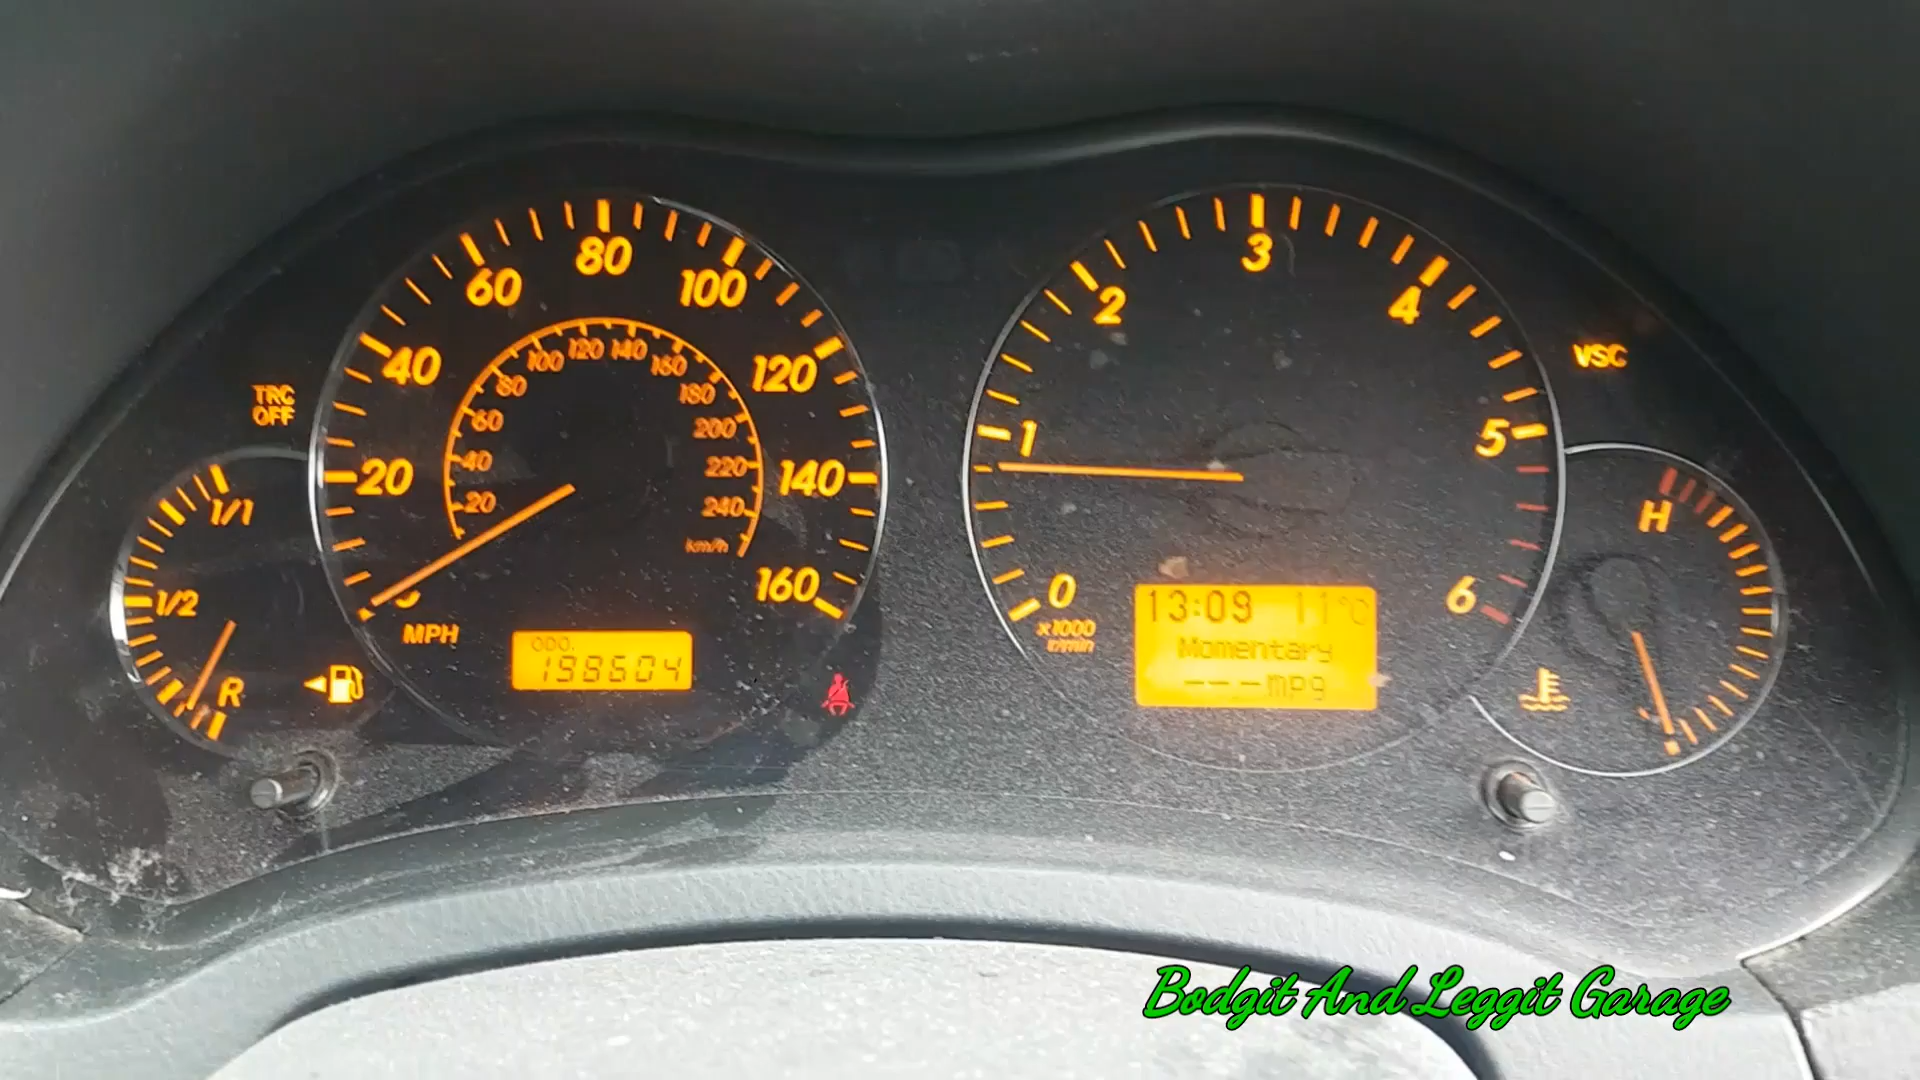 TRC
OFF
1/1
1/2
R
20
40
60
80
100
120
140
160
MPH
20
40
60
80
100
120
140
160
180
200
220
240
km/h
ODO.
198604
0
1
2
3
4
5
6
x1000
r/min
13:09 11°C
Momentary
---mpg
VSC
H
Bodgit And Leggit Garage